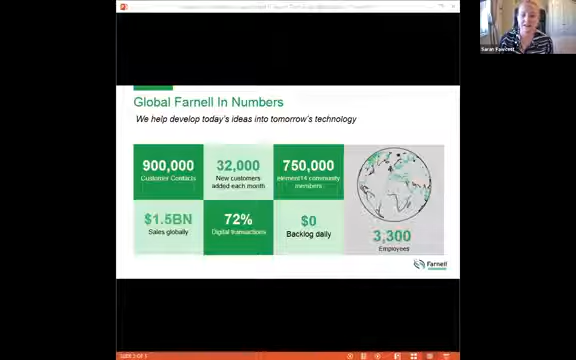 Sarah Fawcett
Global Farnell In Numbers
We help develop today's ideas into tomorrow's technology
900,000
Customer Contacts
32,000
New customers
added each month
750,000
element14 community
members
$1.5BN
Sales globally
72%
Digital transactions
$0
Backlog daily
3,300
Employees
Farnell